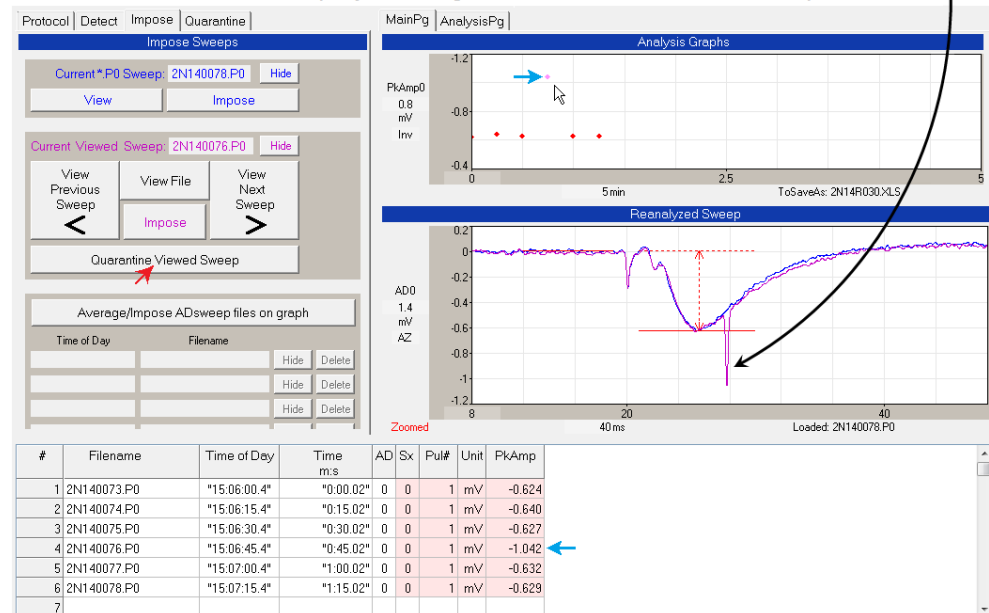 Protocol Detect Impose Quarantine
Impose Sweeps
Current *.P0 Sweep: 2N140078.P0 Hide
View Impose
Current Viewed Sweep: 2N140076.P0 Hide
View Previous Sweep <
View File
View Next Sweep >
Impose
Quarantine Viewed Sweep
Average/Impose ADsweep files on graph
Time of Day Filename
Hide Delete
Hide Delete
Hide Delete
MainPg AnalysisPg
Analysis Graphs
PkAmp0
0.8
mV
Inv
-1.2
-0.8
-0.4
0 2.5 5
5 min ToSaveAs: 2N14R030.XLS
Reanalyzed Sweep
AD0
1.4
mV
AZ
0.2
0
-0.2
-0.4
-0.6
-0.8
-1
-1.2
8 20 40
Zoomed 40 ms Loaded: 2N140078.P0
# Filename Time of Day Time m:s AD Sx Pul# Unit PkAmp
1 2N140073.P0 "15:06:00.4" "0:00.02" 0 0 1 mV -0.624
2 2N140074.P0 "15:06:15.4" "0:15.02" 0 0 1 mV -0.640
3 2N140075.P0 "15:06:30.4" "0:30.02" 0 0 1 mV -0.627
4 2N140076.P0 "15:06:45.4" "0:45.02" 0 0 1 mV -1.042
5 2N140077.P0 "15:07:00.4" "1:00.02" 0 0 1 mV -0.632
6 2N140078.P0 "15:07:15.4" "1:15.02" 0 0 1 mV -0.629
7